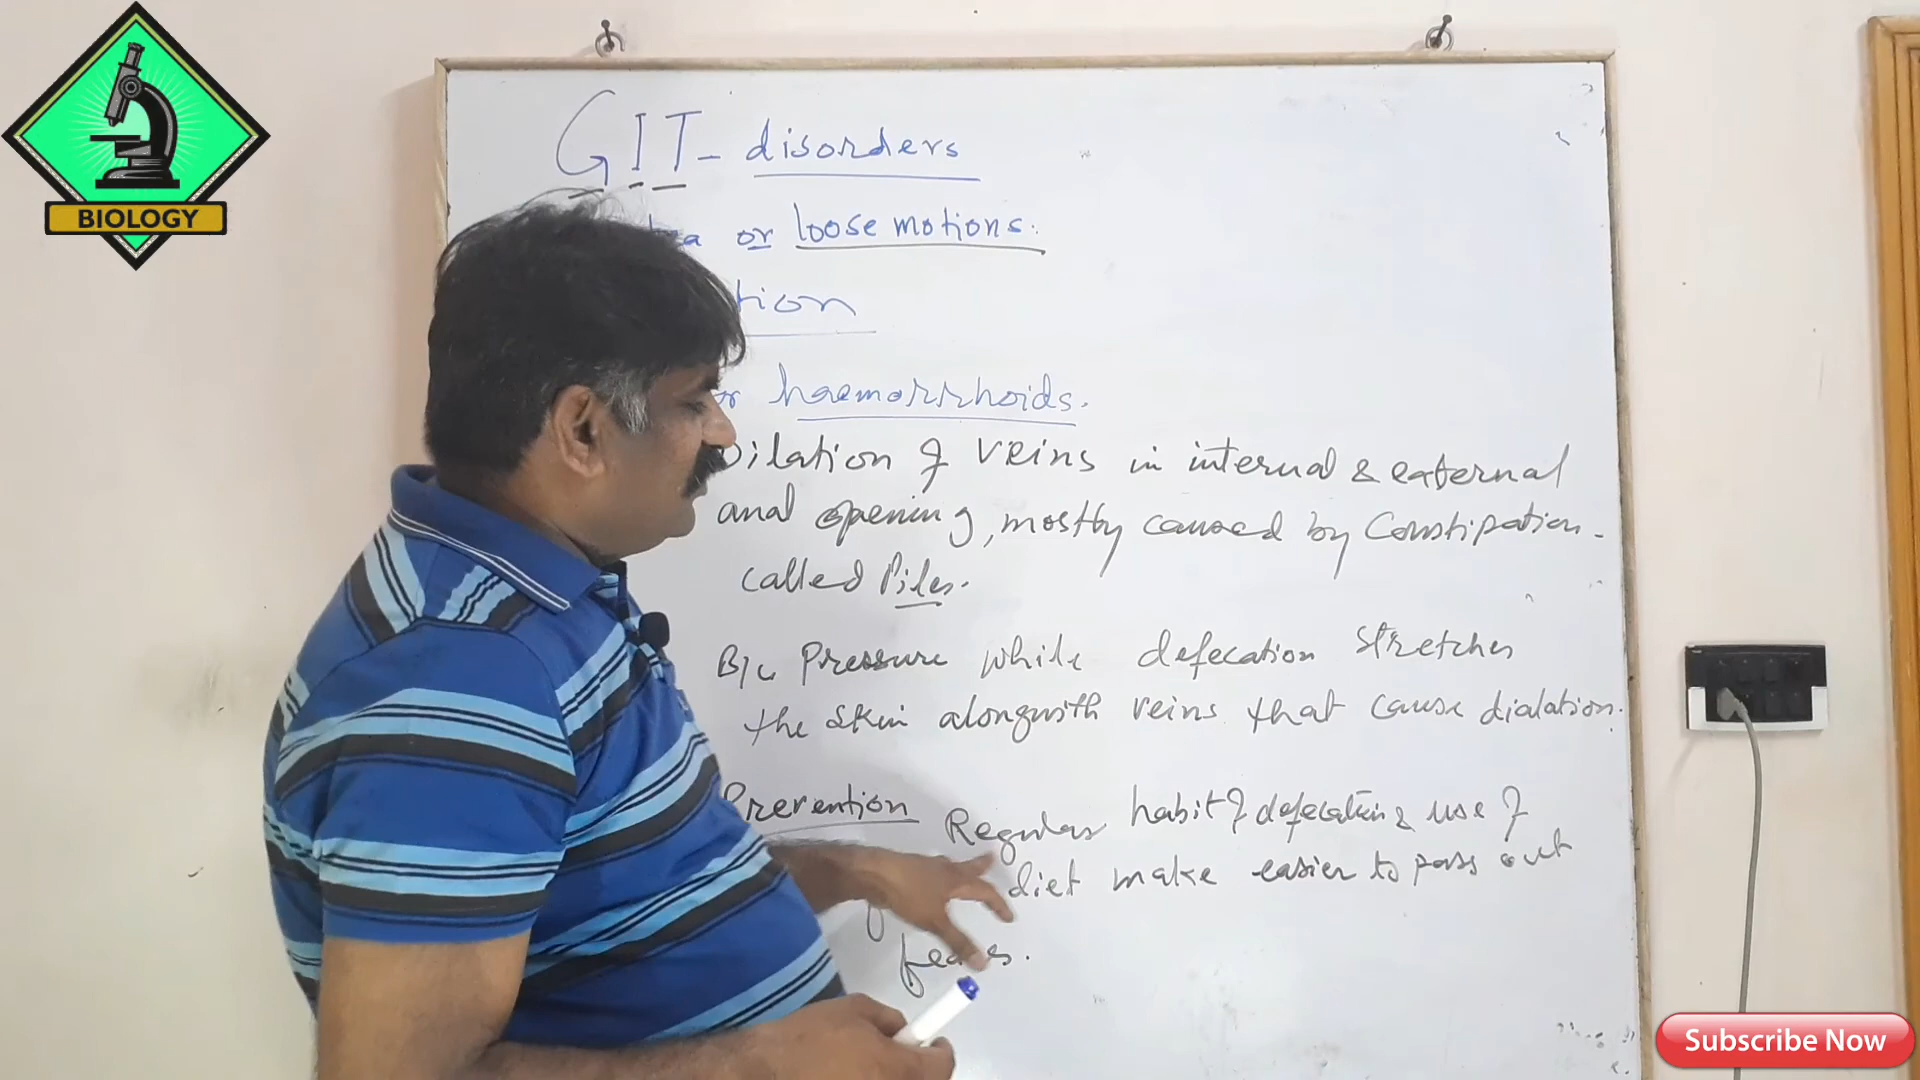 BIOLOGY
GIT - disorders
or loose motions.
tion
or haemorrhoids.
Dilation of veins in internal & external
anal opening, mostly caused by Constipation.
called Piles.
B/c Pressure while defecation stretches
the skin alongwith veins that cause dialation.
Prevention Regular habit of defecation & use of
diet make easier to pass out
Subscribe Now